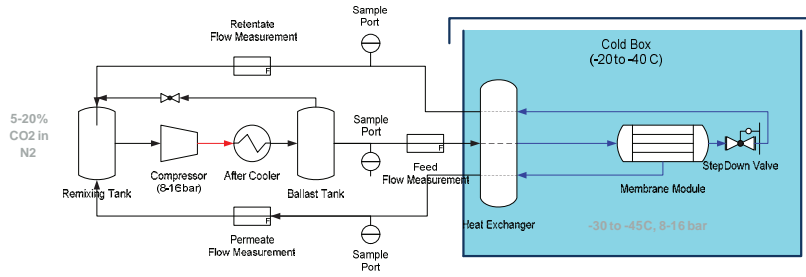 Sample
Port
Retentate
Flow Measurement
F
Cold Box
(-20 to -40 C)
5-20%
CO2 in
N2
Sample
Port
F
Remixing Tank
Compressor
(8-16 bar)
After Cooler
Ballast Tank
Feed
Flow Measurement
StepDown Valve
Membrane Module
F
Heat Exchanger
-30 to -45C, 8-16 bar
Permeate
Flow Measurement
Sample
Port